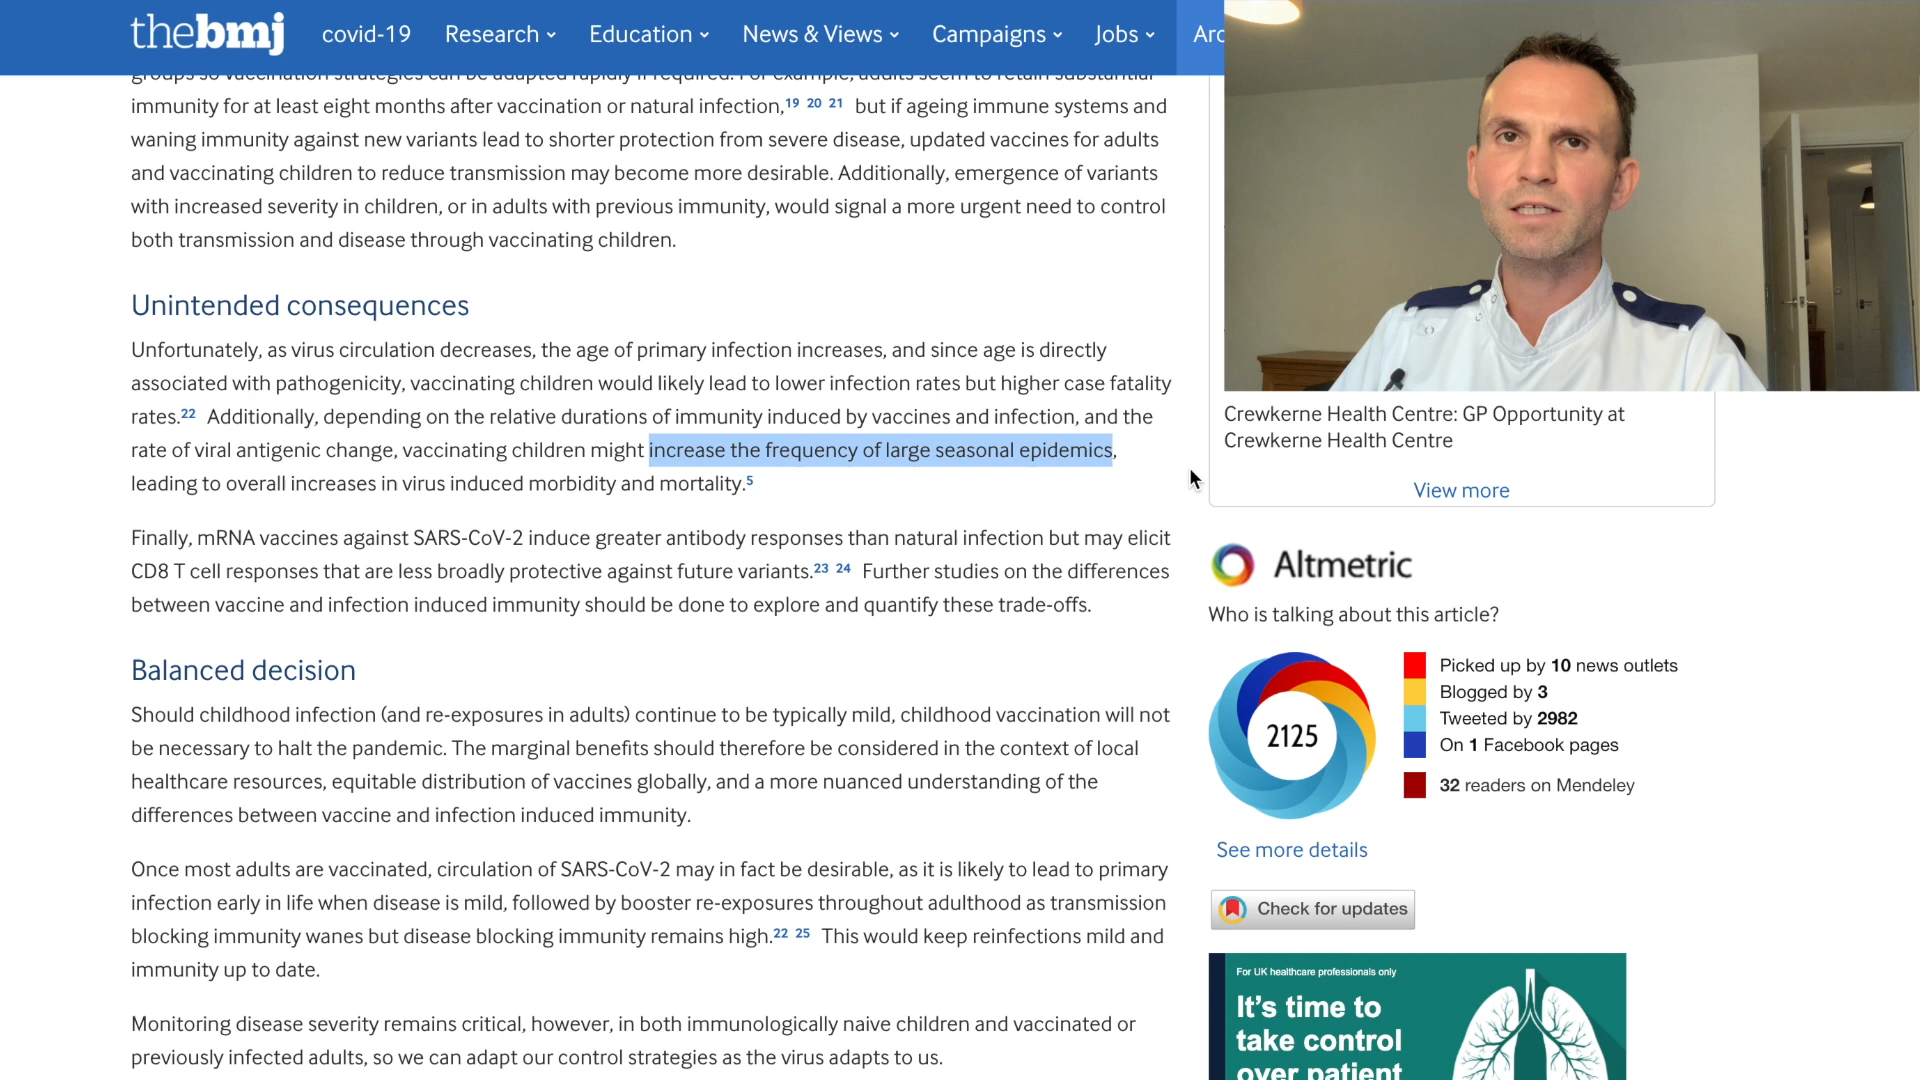 thebmj covid-19 Research Education News & Views Campaigns Jobs Arc
groups so vaccination strategies can be adapted rapidly if required. For example, adults seem to retain substantial
immunity for at least eight months after vaccination or natural infection,19 20 21 but if ageing immune systems and
waning immunity against new variants lead to shorter protection from severe disease, updated vaccines for adults
and vaccinating children to reduce transmission may become more desirable. Additionally, emergence of variants
with increased severity in children, or in adults with previous immunity, would signal a more urgent need to control
both transmission and disease through vaccinating children.
Unintended consequences
Unfortunately, as virus circulation decreases, the age of primary infection increases, and since age is directly
associated with pathogenicity, vaccinating children would likely lead to lower infection rates but higher case fatality
rates.22 Additionally, depending on the relative durations of immunity induced by vaccines and infection, and the
rate of viral antigenic change, vaccinating children might increase the frequency of large seasonal epidemics,
leading to overall increases in virus induced morbidity and mortality.5
Finally, mRNA vaccines against SARS-CoV-2 induce greater antibody responses than natural infection but may elicit
CD8 T cell responses that are less broadly protective against future variants.23 24 Further studies on the differences
between vaccine and infection induced immunity should be done to explore and quantify these trade-offs.
Balanced decision
Should childhood infection (and re-exposures in adults) continue to be typically mild, childhood vaccination will not
be necessary to halt the pandemic. The marginal benefits should therefore be considered in the context of local
healthcare resources, equitable distribution of vaccines globally, and a more nuanced understanding of the
differences between vaccine and infection induced immunity.
Once most adults are vaccinated, circulation of SARS-CoV-2 may in fact be desirable, as it is likely to lead to primary
infection early in life when disease is mild, followed by booster re-exposures throughout adulthood as transmission
blocking immunity wanes but disease blocking immunity remains high.22 25 This would keep reinfections mild and
immunity up to date.
Monitoring disease severity remains critical, however, in both immunologically naive children and vaccinated or
previously infected adults, so we can adapt our control strategies as the virus adapts to us.
Crewkerne Health Centre: GP Opportunity at
Crewkerne Health Centre
View more
Altmetric
Who is talking about this article?
2125
Picked up by 10 news outlets
Blogged by 3
Tweeted by 2982
On 1 Facebook pages
32 readers on Mendeley
See more details
Check for updates
For UK healthcare professionals only
It's time to
take control
over patient